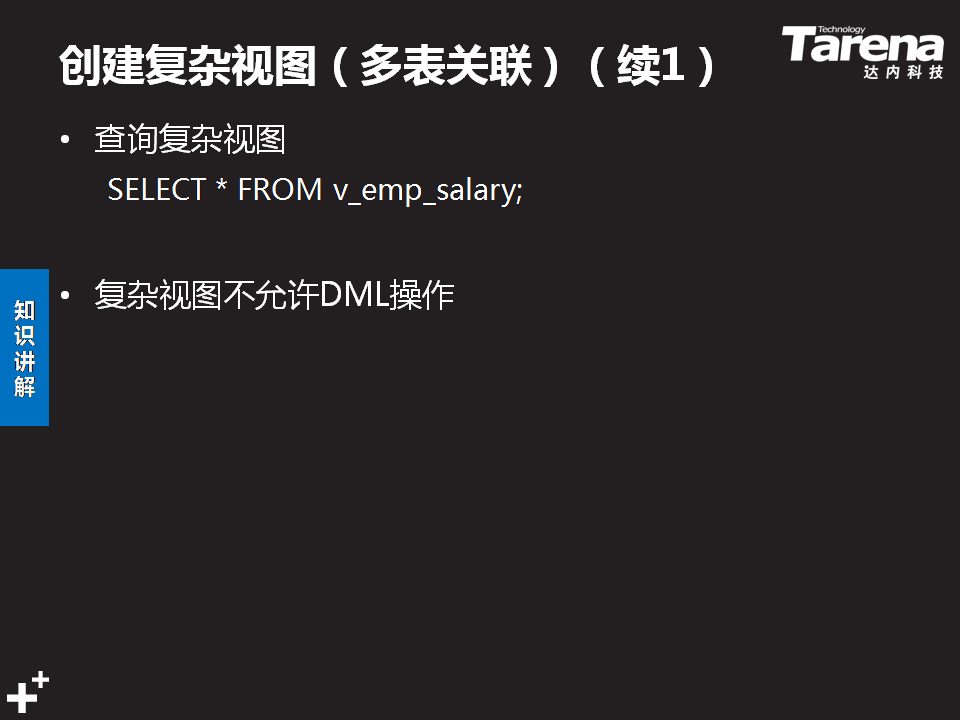 创建复杂视图（多表关联）（续1）
Technology
Tarena
达内科技
• 查询复杂视图
SELECT * FROM v_emp_salary;
• 复杂视图不允许DML操作
知识讲解